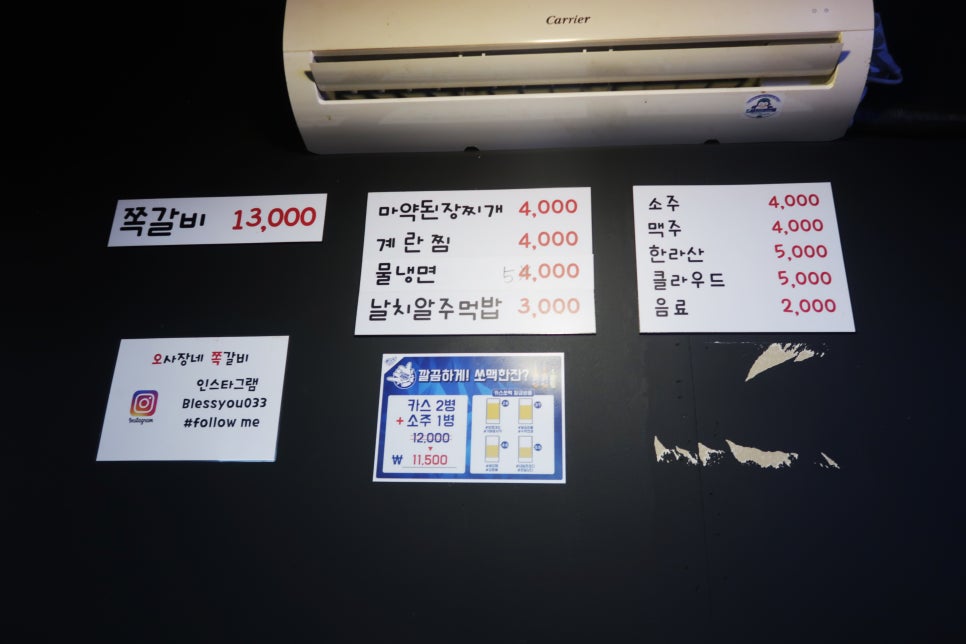 Carrier
쪽갈비 13,000
마약된장찌개 4,000
계란찜 4,000
물냉면 5 4,000
날치알주먹밥 3,000
소주 4,000
맥주 4,000
한라산 5,000
클라우드 5,000
음료 2,000
오사장네 쪽갈비
인스타그램
Blessyou033
#follow me
Instagram
깔끔하게! 쏘맥한잔?
카스 2병
+ 소주 1병
12,000
₩ 11,500